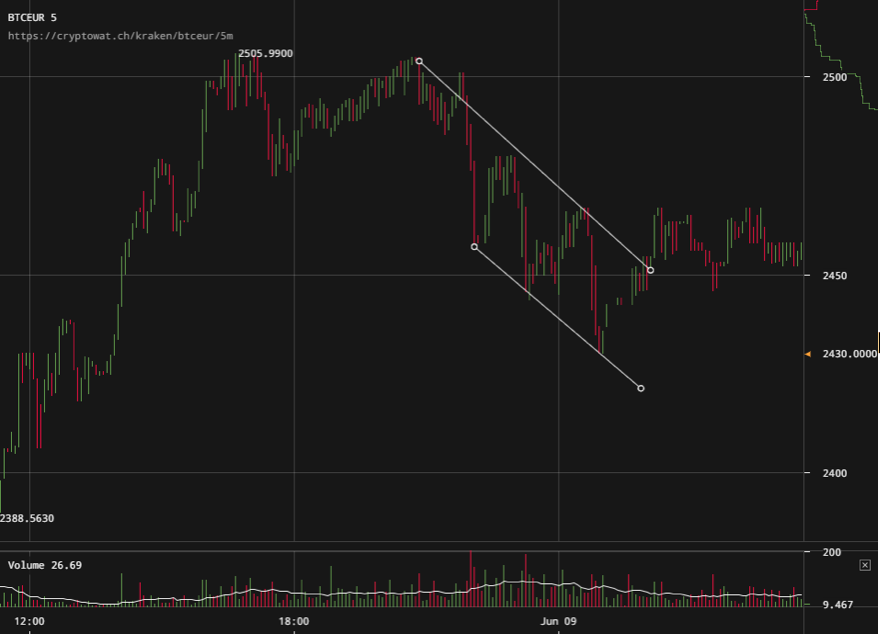 BTCEUR 5
https://cryptowat.ch/kraken/btceur/5m
2505.9900
2500
2450
2430.0000
2400
2388.5630
200
Volume 26.69
9.467
12:00 18:00 Jun 09